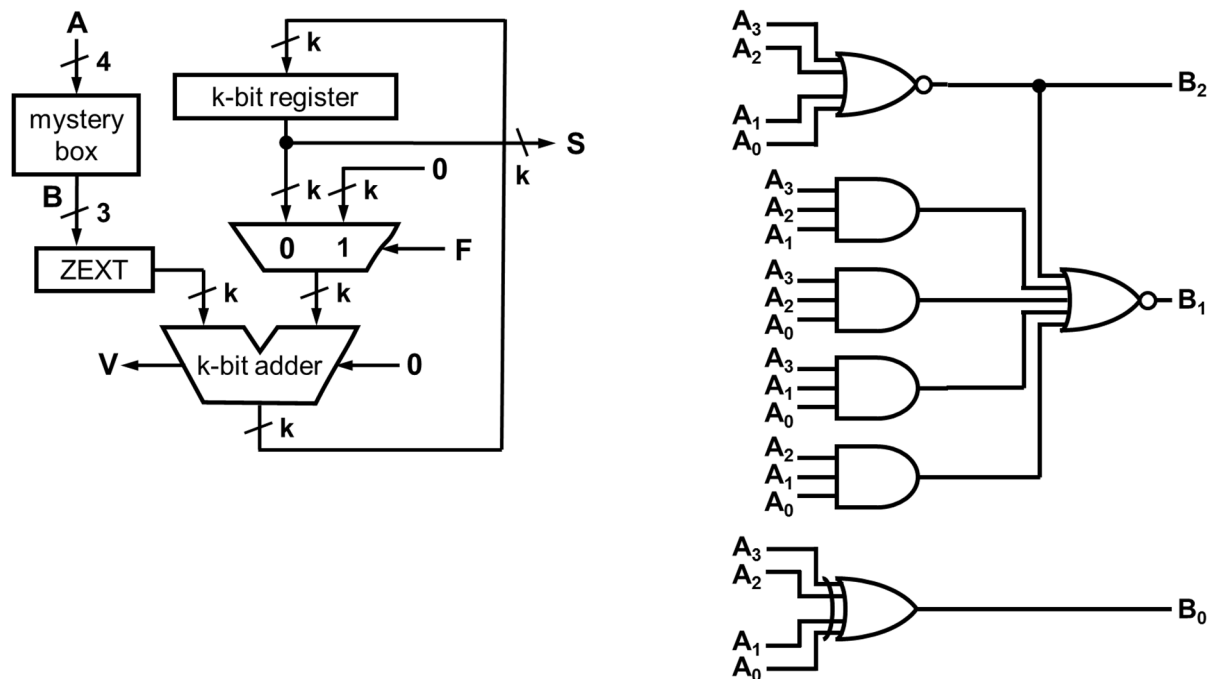 A
4
mystery
box
B
3
ZEXT
k
k
k-bit register
S
k
k
k
0
0 1
F
k
k-bit adder
V
0
k
A3
A2
A1
A0
B2
A3
A2
A1
A3
A2
A0
B1
A3
A1
A0
A2
A1
A0
A3
A2
A1
A0
B0